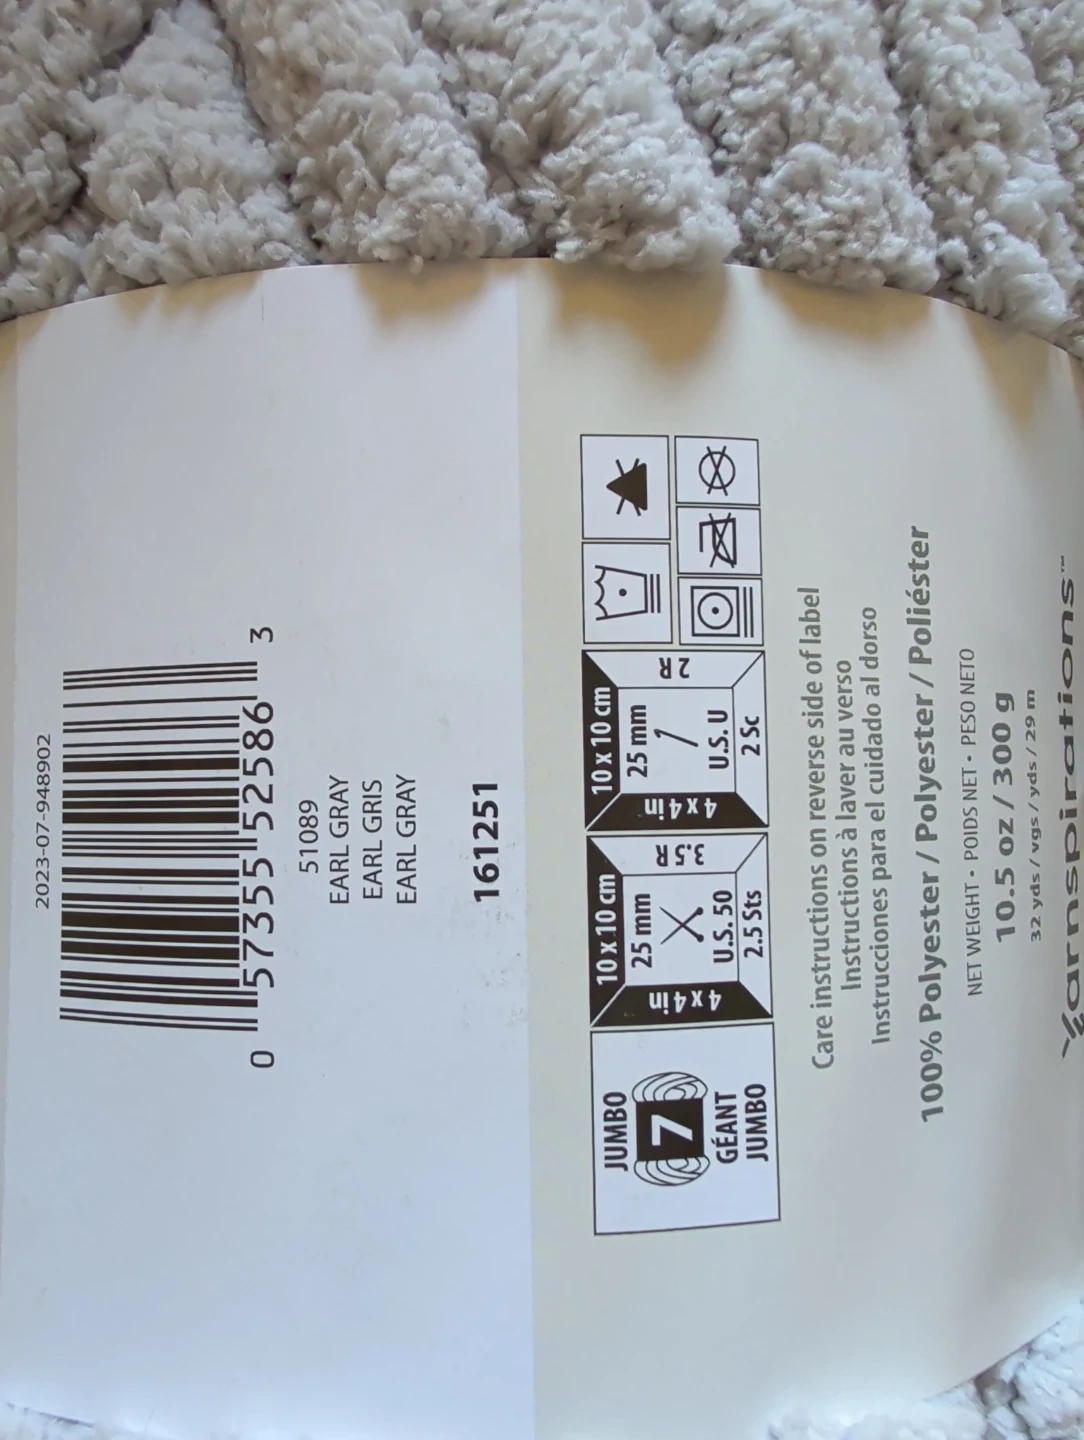 2023-07-948902
0 57355 52586 3
51089
EARL GRAY
EARL GRIS
EARL GRAY
161251
JUMBO
7
GÉANT
JUMBO
10 x 10 cm
4 x 4 in
25 mm
U.S. 50
3.5 R
2.5 Sts
10 x 10 cm
4 x 4 in
25 mm
U.S. U
2 R
2 Sc
Care instructions on reverse side of label
Instructions à laver au verso
Instrucciones para el cuidado al dorso
100% Polyester / Polyester / Poliéster
NET WEIGHT • POIDS NET • PESO NETO
10.5 oz / 300 g
32 yds / vgs / yds / 29 m
Yarnspirations™